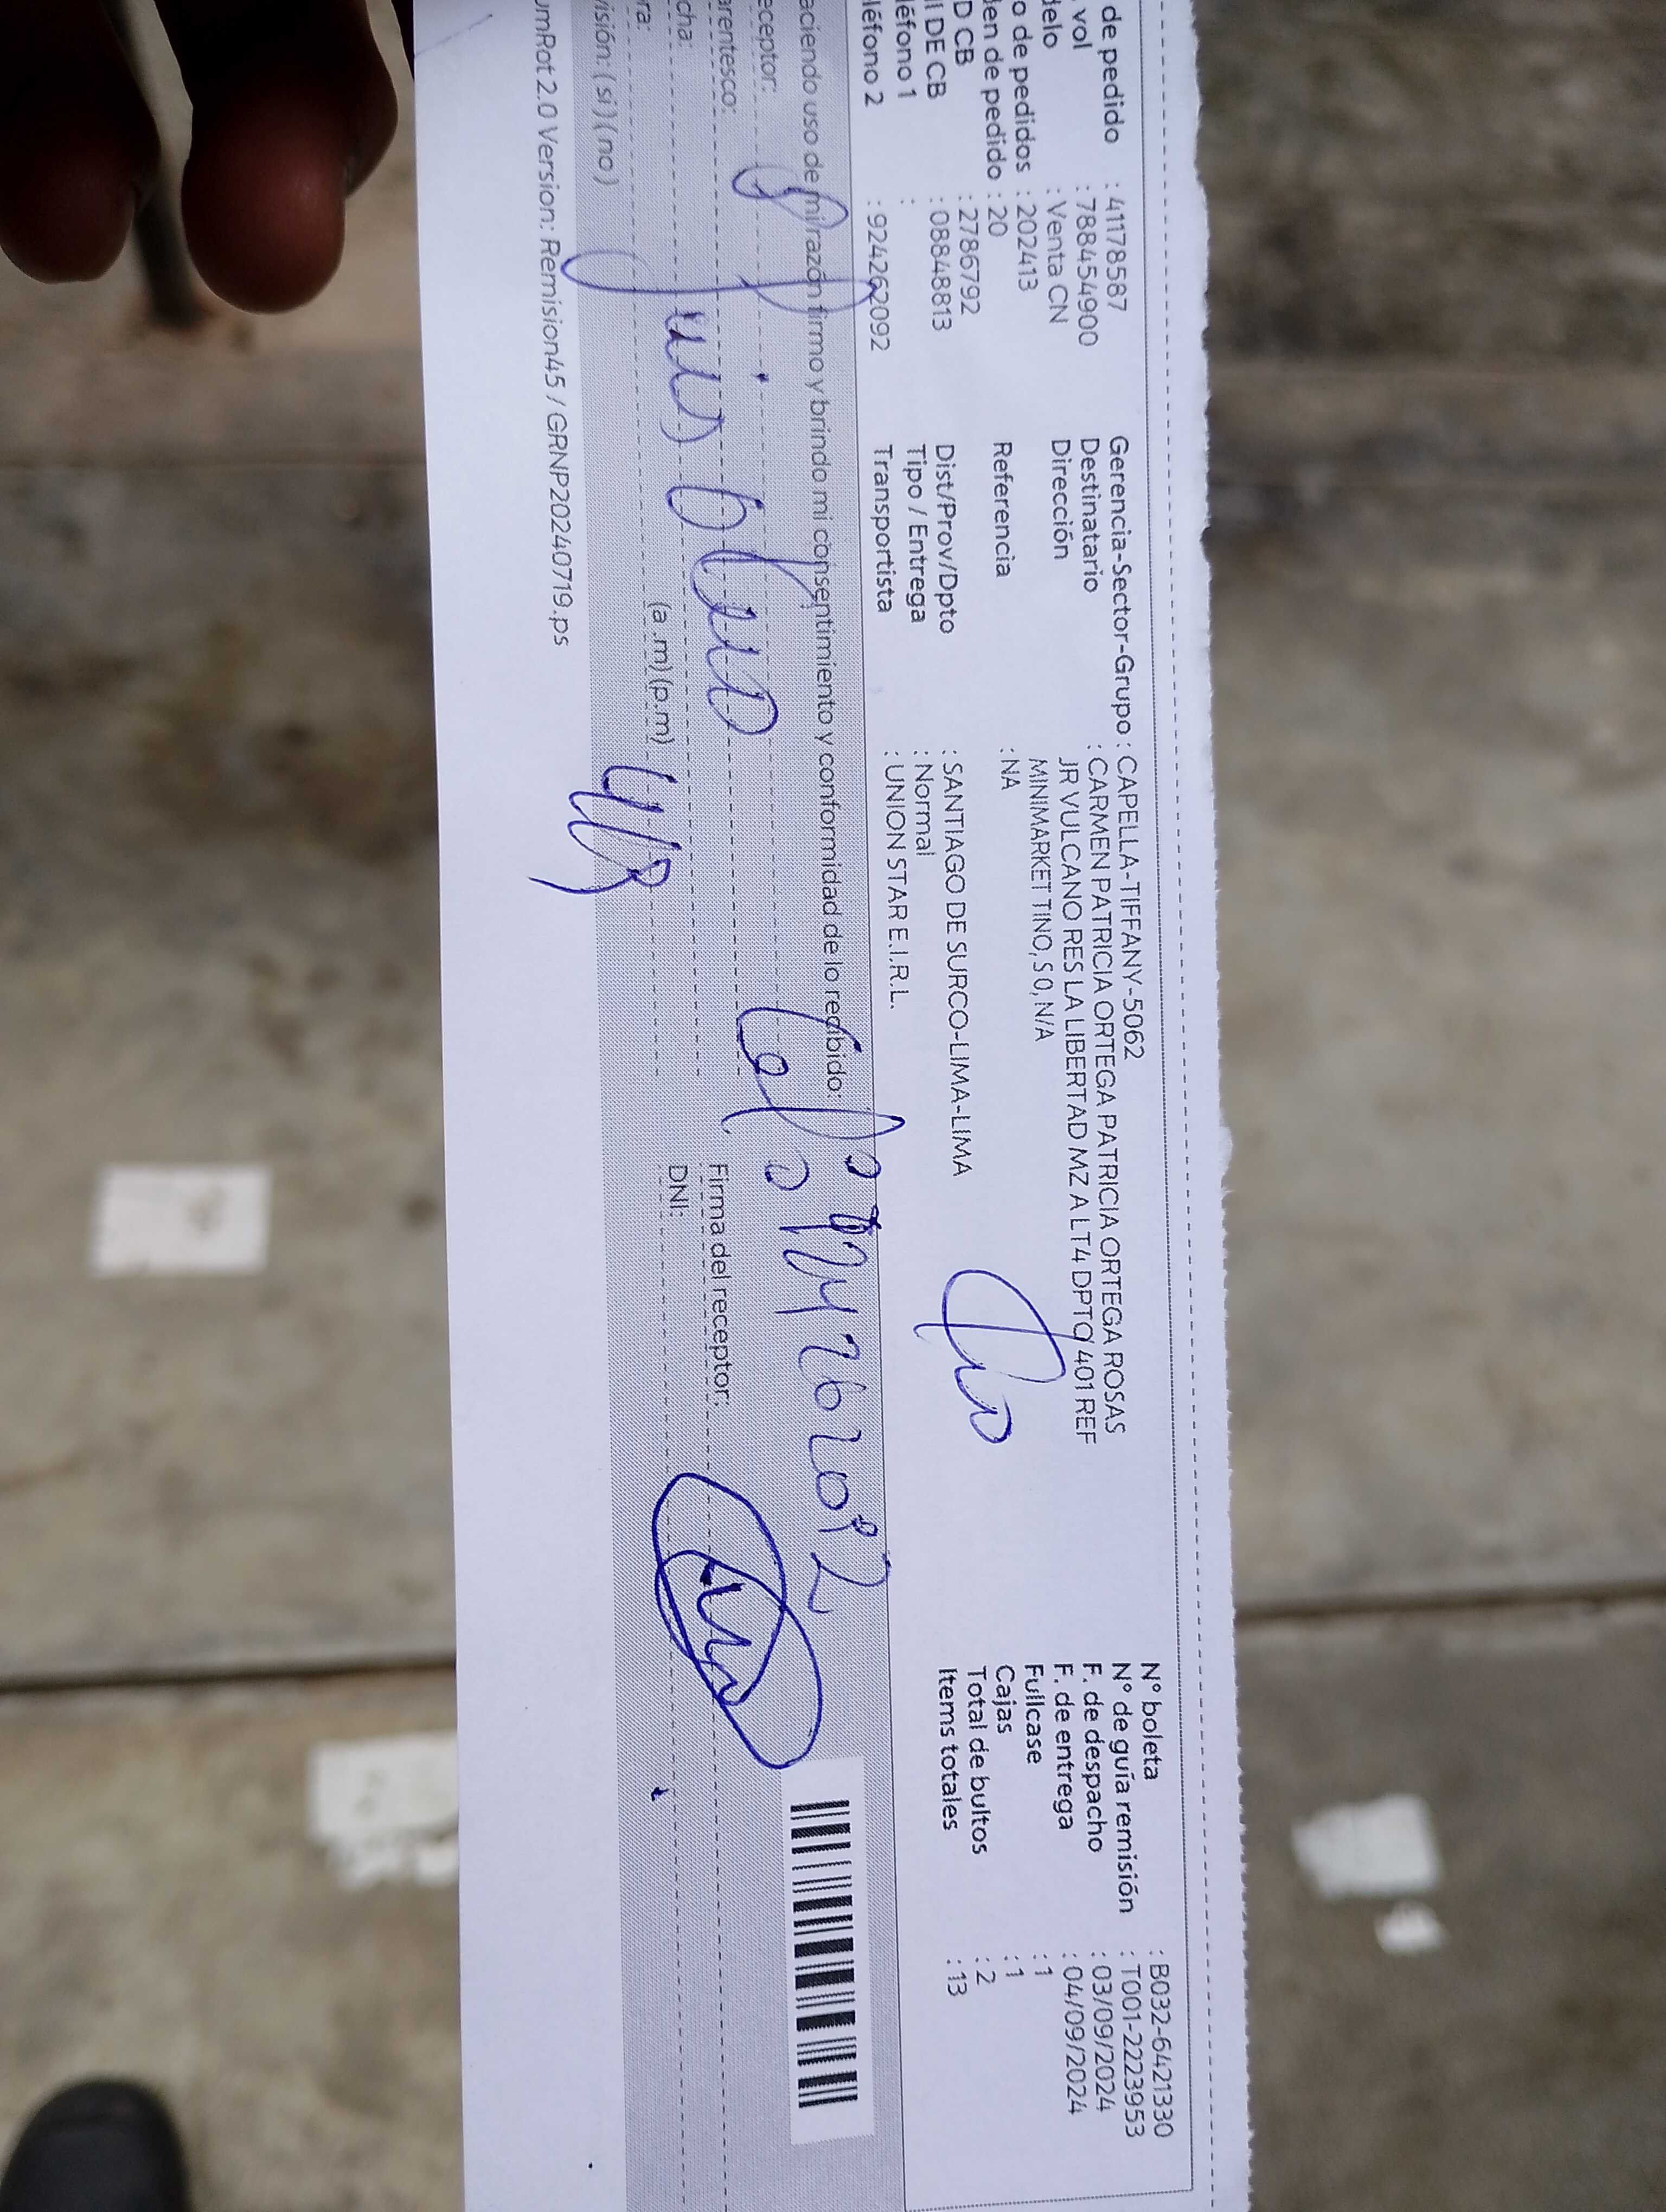 de pedido : 41178587
vol : 788454900
delo : Venta CN
o de pedidos : 202413
den de pedido : 20
D CB : 2786792
I DE CB : 08848813
léfono 1 :
léfono 2 : 924262092
Gerencia-Sector-Grupo : CAPELLA-TIFFANY-5062
Destinatario : CARMEN PATRICIA ORTEGA PATRICIA ORTEGA ROSAS
Dirección JR VULCANO RES LA LIBERTAD MZ A LT4 DPTO 401 REF
MINIMARKET TINO, S 0, N/A
Referencia : NA
Dist/Prov/Dpto : SANTIAGO DE SURCO-LIMA-LIMA
Tipo / Entrega : Normal
Transportista : UNION STAR E.I.R.L.
N° boleta : B032-6421330
N° de guía remisión : T001-2223953
F. de despacho : 03/09/2024
F. de entrega : 04/09/2024
Fullcase : 1
Cajas : 1
Total de bultos : 2
Items totales : 13
aciendo uso de mi razón firmo y brindo mi consentimiento y conformidad de lo recibido:
eceptor:
924262092
arentesco:
Firma del receptor:
cha:
DNI:
ra: (a .m) (p.m)
visión: ( si ) ( no )
umRot 2.0 Version: Remision45 / GRNP20240719.ps